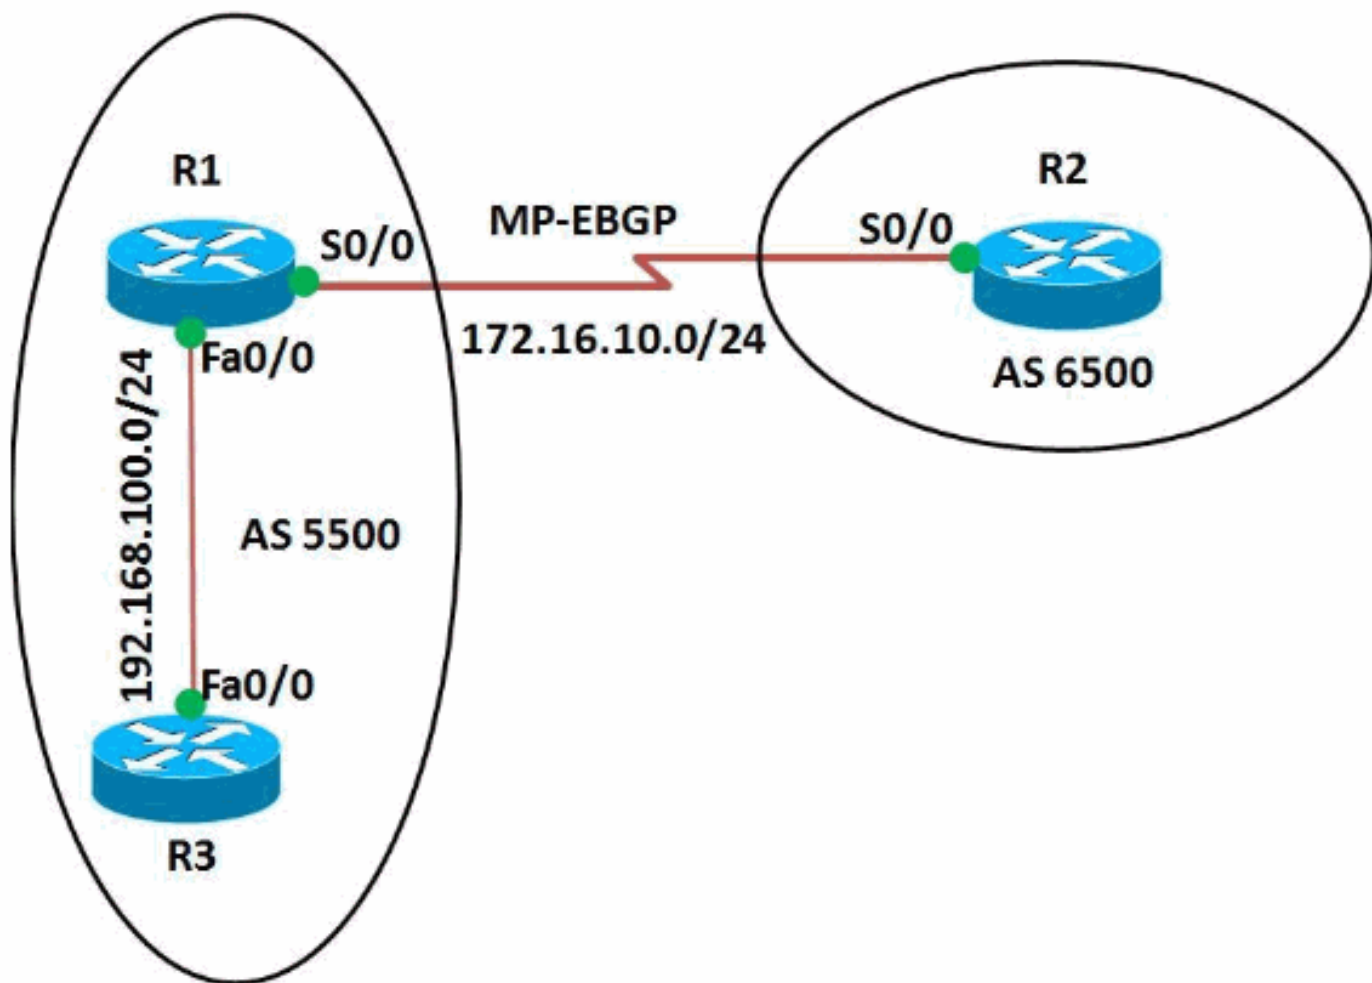 R1
R2
MP-EBGP
S0/0
S0/0
172.16.10.0/24
Fa0/0
AS 6500
192.168.100.0/24
AS 5500
Fa0/0
R3